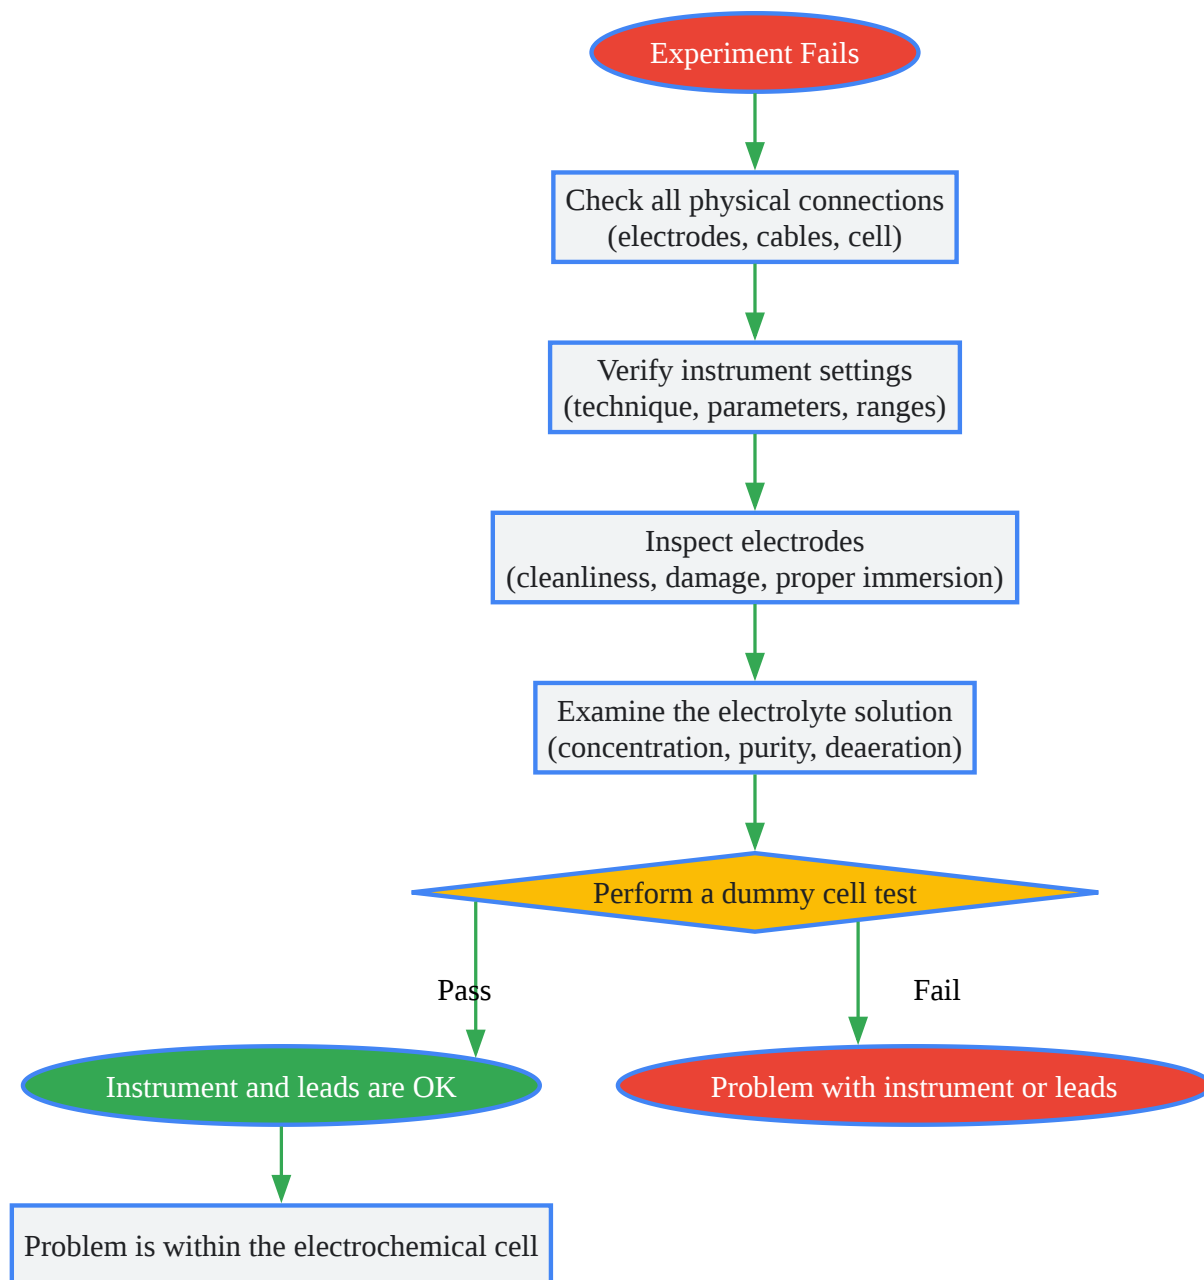 Experiment Fails
Check all physical connections
(electrodes, cables, cell)
Verify instrument settings
(technique, parameters, ranges)
Inspect electrodes
(cleanliness, damage, proper immersion)
Examine the electrolyte solution
(concentration, purity, deaeration)
Perform a dummy cell test
Pass
Fail
Instrument and leads are OK
Problem with instrument or leads
Problem is within the electrochemical cell